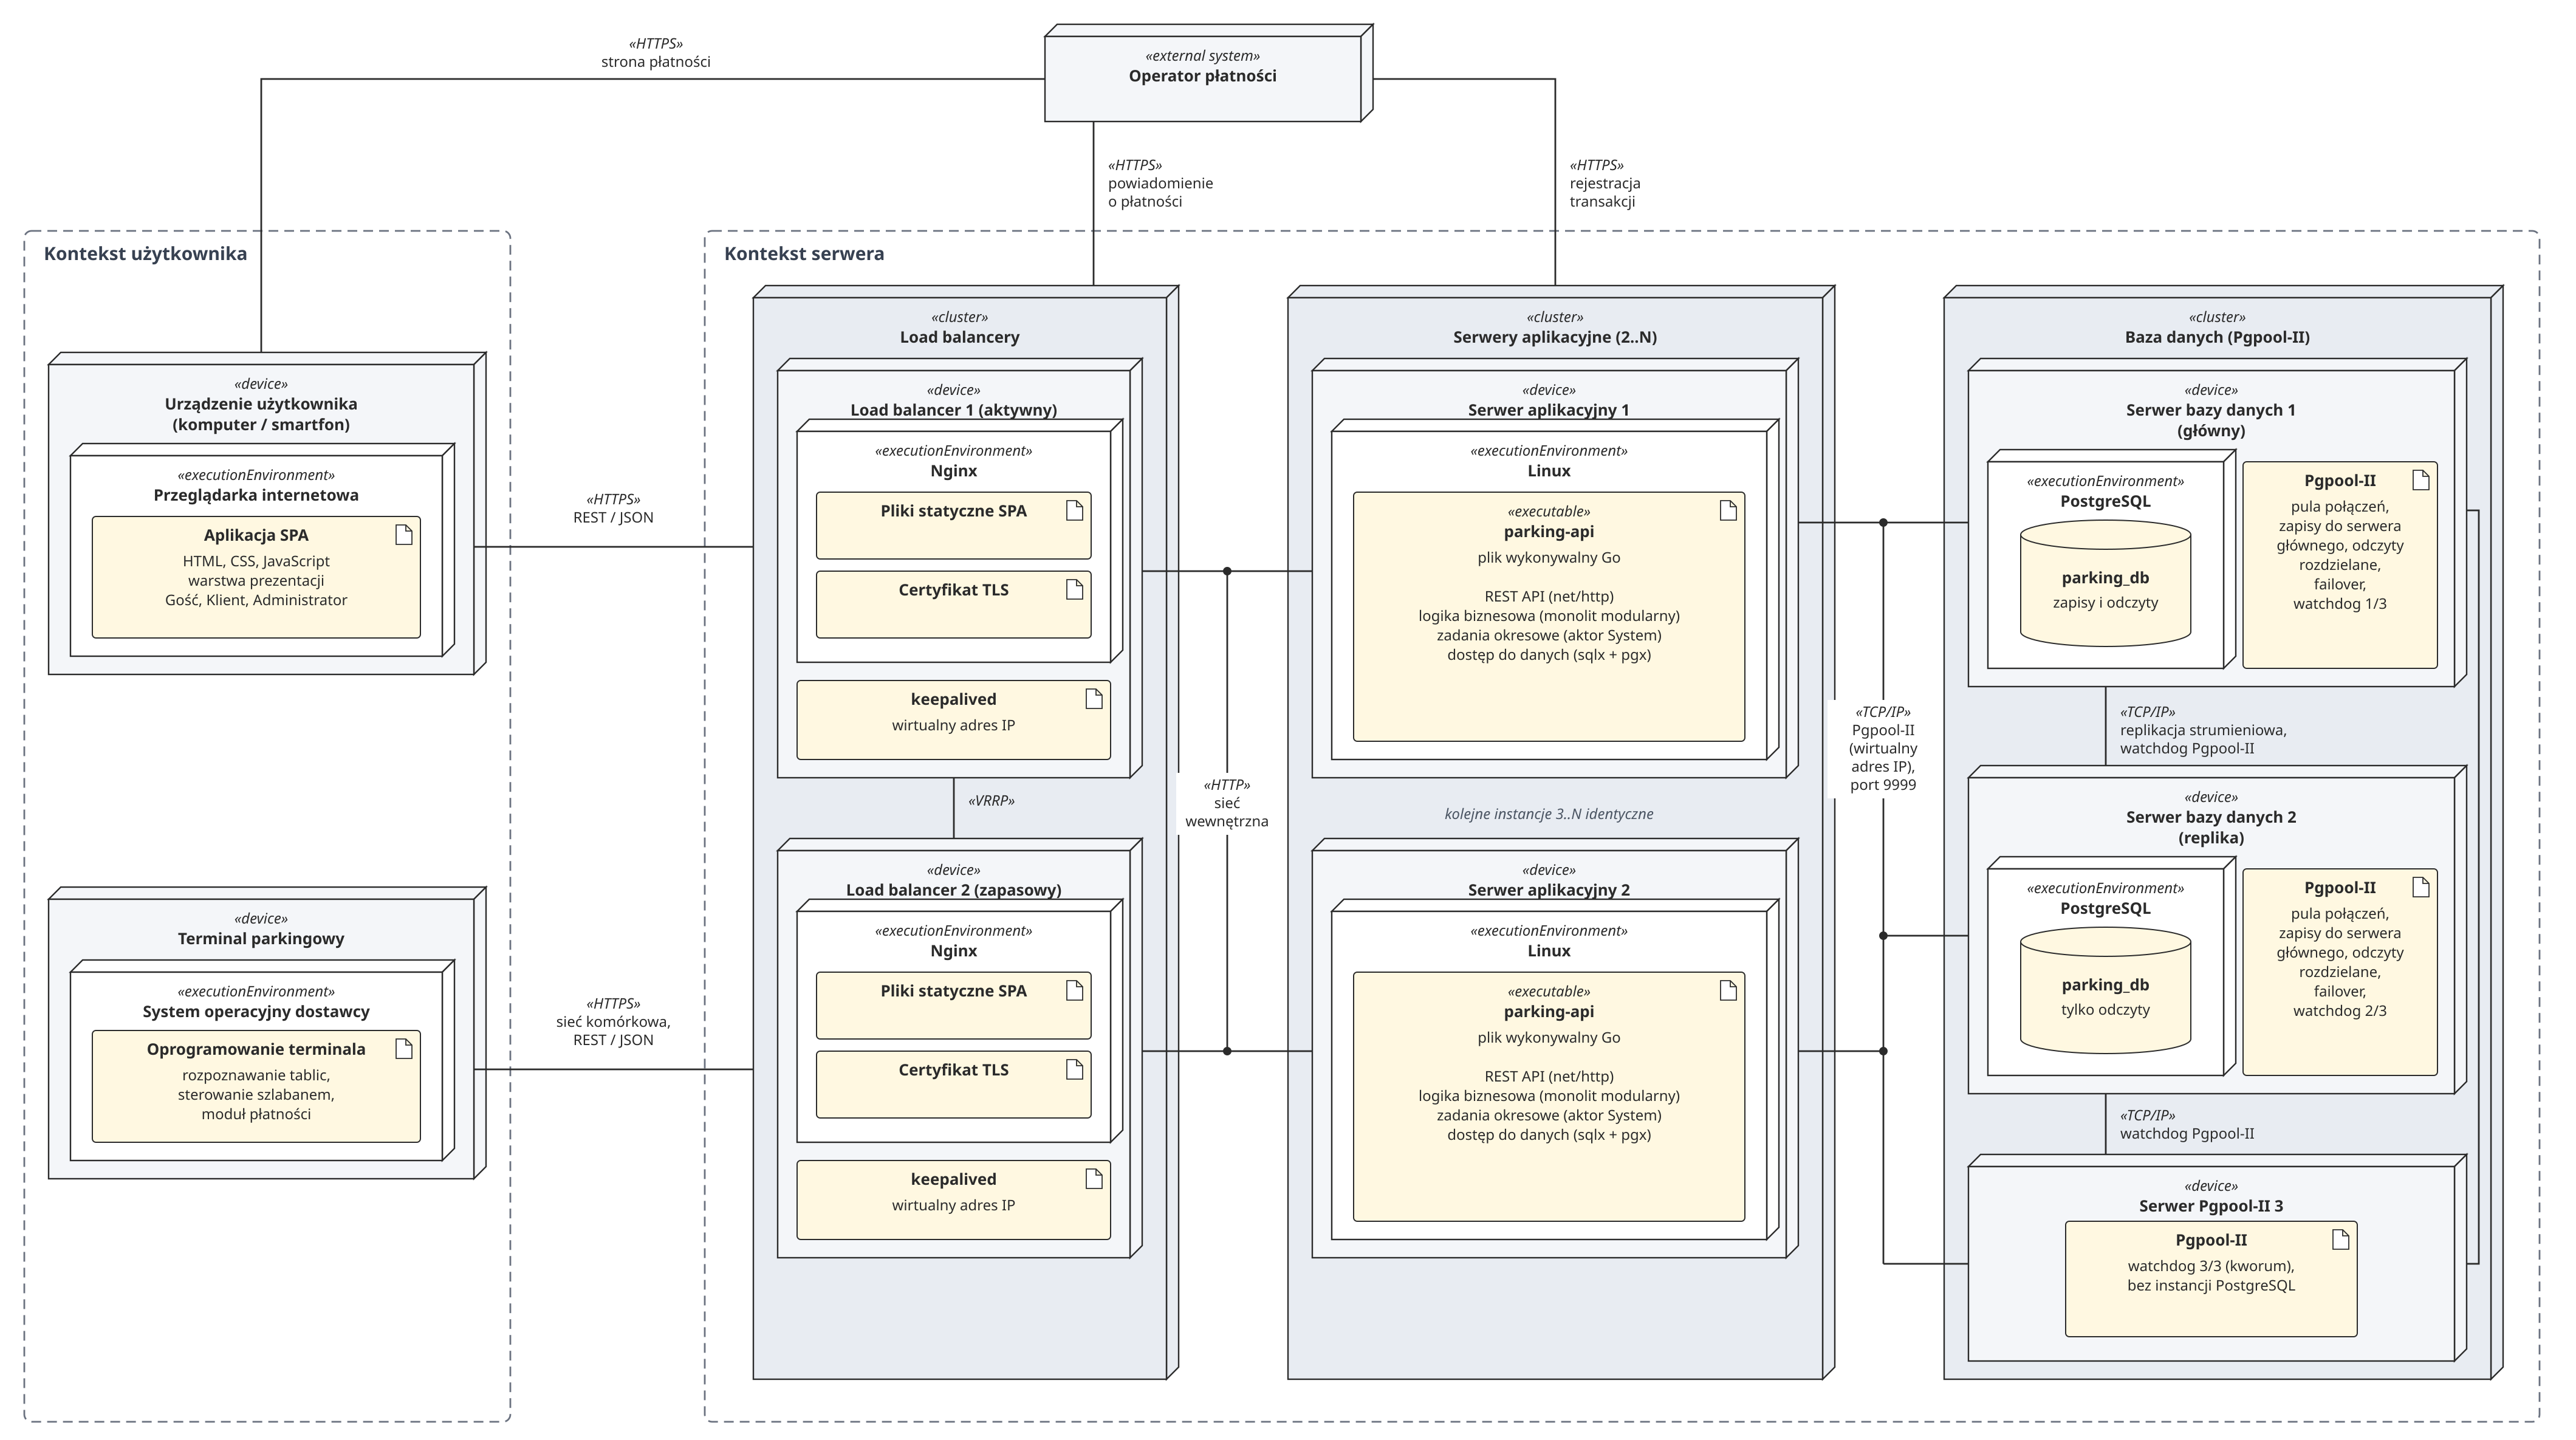 «HTTPS»
strona płatności
«external system»
Operator płatności
«HTTPS»
powiadomienie
o płatności
«HTTPS»
rejestracja
transakcji
Kontekst użytkownika
«device»
Urządzenie użytkownika
(komputer / smartfon)
«executionEnvironment»
Przeglądarka internetowa
Aplikacja SPA
HTML, CSS, JavaScript
warstwa prezentacji
Gość, Klient, Administrator
«device»
Terminal parkingowy
«executionEnvironment»
System operacyjny dostawcy
Oprogramowanie terminala
rozpoznawanie tablic,
sterowanie szlabanem,
moduł płatności
«HTTPS»
REST / JSON
«HTTPS»
sieć komórkowa,
REST / JSON
Kontekst serwera
«cluster»
Load balancery
«device»
Load balancer 1 (aktywny)
«executionEnvironment»
Nginx
Pliki statyczne SPA
Certyfikat TLS
keepalived
wirtualny adres IP
«VRRP»
«device»
Load balancer 2 (zapasowy)
«executionEnvironment»
Nginx
Pliki statyczne SPA
Certyfikat TLS
keepalived
wirtualny adres IP
«HTTP»
sieć
wewnętrzna
«cluster»
Serwery aplikacyjne (2..N)
«device»
Serwer aplikacyjny 1
«executionEnvironment»
Linux
«executable»
parking-api
plik wykonywalny Go
REST API (net/http)
logika biznesowa (monolit modularny)
zadania okresowe (aktor System)
dostęp do danych (sqlx + pgx)
kolejne instancje 3..N identyczne
«device»
Serwer aplikacyjny 2
«executionEnvironment»
Linux
«executable»
parking-api
plik wykonywalny Go
REST API (net/http)
logika biznesowa (monolit modularny)
zadania okresowe (aktor System)
dostęp do danych (sqlx + pgx)
«TCP/IP»
Pgpool-II
(wirtualny
adres IP),
port 9999
«cluster»
Baza danych (Pgpool-II)
«device»
Serwer bazy danych 1
(główny)
«executionEnvironment»
PostgreSQL
parking_db
zapisy i odczyty
Pgpool-II
pula połączeń,
zapisy do serwera
głównego, odczyty
rozdzielane,
failover,
watchdog 1/3
«TCP/IP»
replikacja strumieniowa,
watchdog Pgpool-II
«device»
Serwer bazy danych 2
(replika)
«executionEnvironment»
PostgreSQL
parking_db
tylko odczyty
Pgpool-II
pula połączeń,
zapisy do serwera
głównego, odczyty
rozdzielane,
failover,
watchdog 2/3
«TCP/IP»
watchdog Pgpool-II
«device»
Serwer Pgpool-II 3
Pgpool-II
watchdog 3/3 (kworum),
bez instancji PostgreSQL